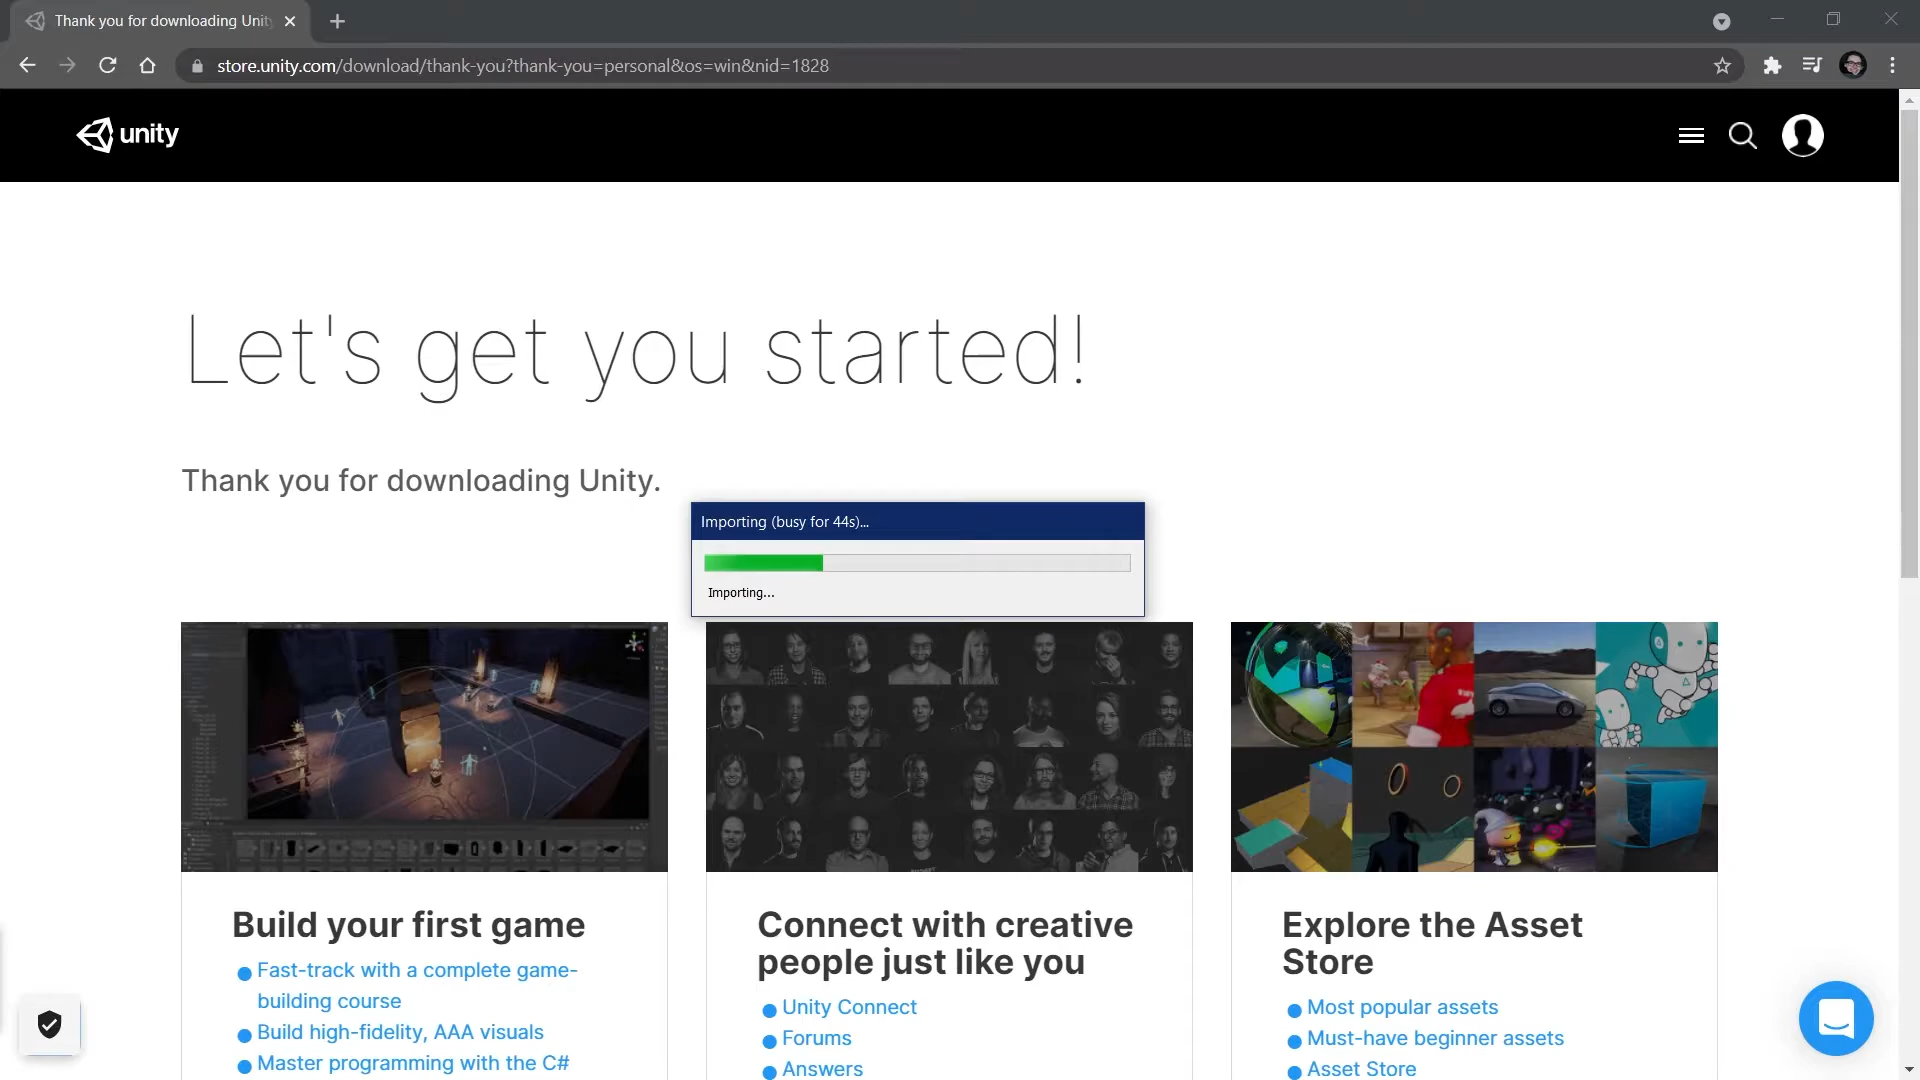 Thank you for downloading Unit
store.unity.com/download/thank-you?thank-you=personal&os=win&nid=1828
unity
Let's get you started!
Thank you for downloading Unity.
Importing (busy for 44s)...
Importing...
Build your first game
Fast-track with a complete game-
building course
Build high-fidelity, AAA visuals
Master programming with the C#
Connect with creative
people just like you
Unity Connect
Forums
Answers
Explore the Asset
Store
Most popular assets
Must-have beginner assets
Asset Store